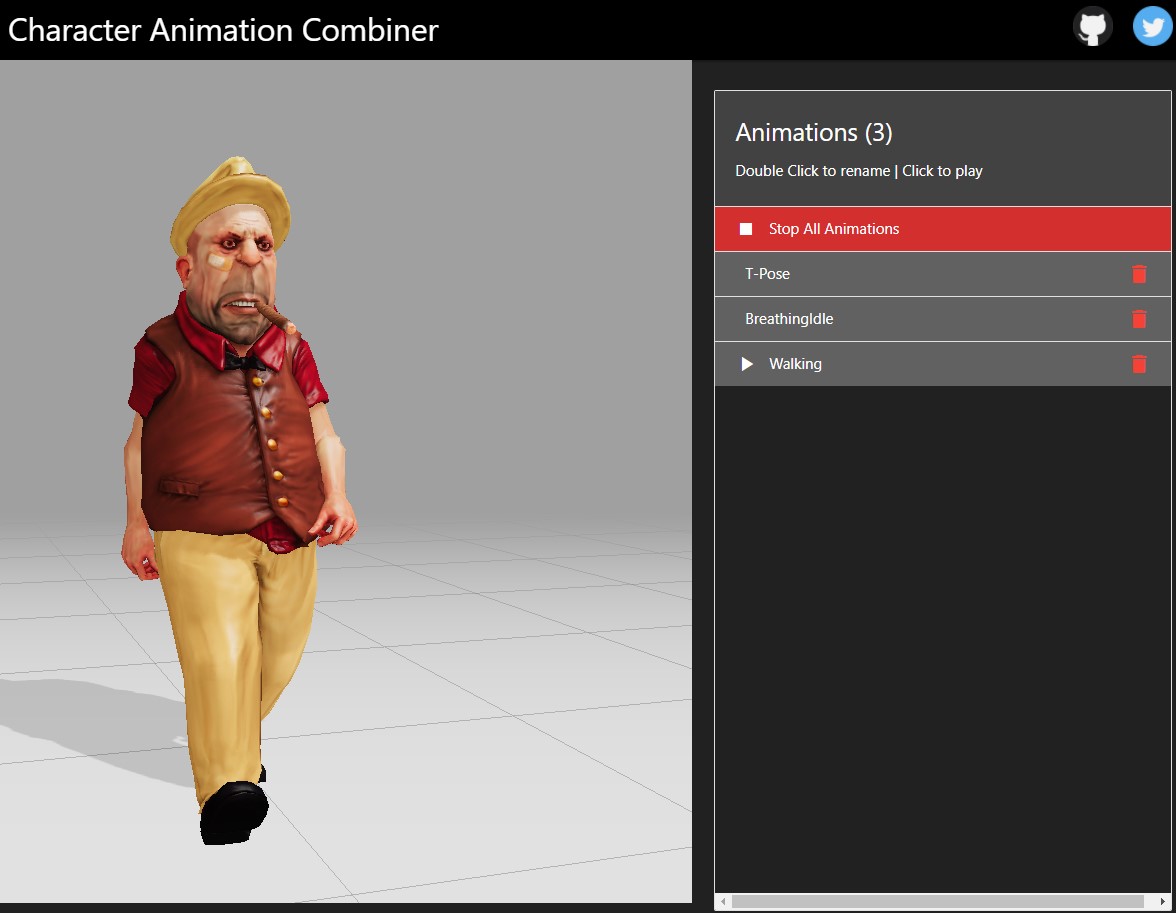 Character Animation Combiner
Animations (3)
Double Click to rename | Click to play
Stop All Animations
T-Pose
BreathingIdle
Walking